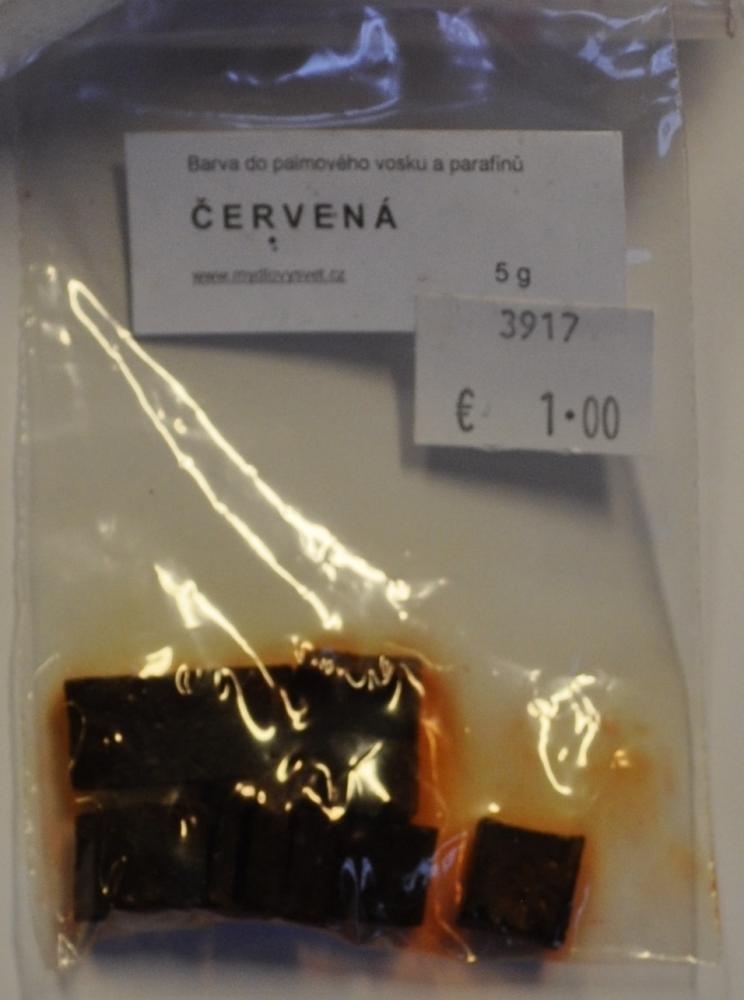 Barva do palmového vosku a parafínů
ČERVENÁ
www.mydlovysvet.cz
5 g
3917
€ 1.00